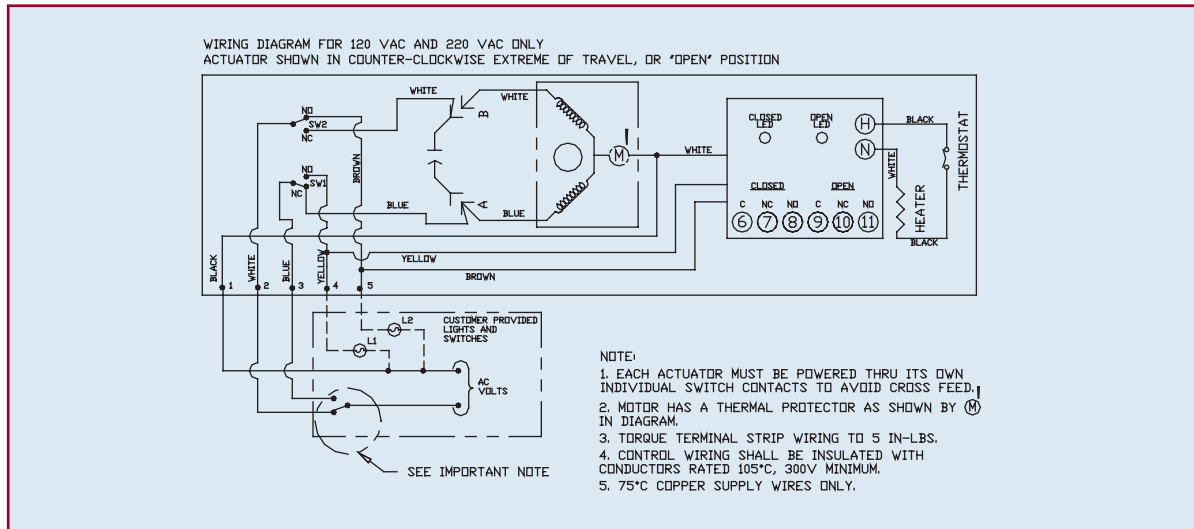 WIRING DIAGRAM FOR 120 VAC AND 220 VAC ONLY
ACTUATOR SHOWN IN COUNTER-CLOCKWISE EXTREME OF TRAVEL, OR "OPEN" POSITION
WHITE
WHITE
NO
SW2
NC
B
BROWN
NO
SW1
NC
BLUE
A
BLUE
M
!
WHITE
CLOSED
LED
OPEN
LED
H
N
BLACK
WHITE
THERMOSTAT
HEATER
BLACK
CLOSED
OPEN
C NC NO C NC NO
6 7 8 9 10 11
BLACK
WHITE
BLUE
YELLOW
YELLOW
BROWN
1 2 3 4 5
CUSTOMER PROVIDED
LIGHTS AND
SWITCHES
L2
L1
AC
VOLTS
SEE IMPORTANT NOTE
NOTE:
1. EACH ACTUATOR MUST BE POWERED THRU ITS OWN
INDIVIDUAL SWITCH CONTACTS TO AVOID CROSS FEED.
2. MOTOR HAS A THERMAL PROTECTOR AS SHOWN BY M !
IN DIAGRAM.
3. TORQUE TERMINAL STRIP WIRING TO 5 IN-LBS.
4. CONTROL WIRING SHALL BE INSULATED WITH
CONDUCTORS RATED 105°C, 300V MINIMUM.
5. 75°C COPPER SUPPLY WIRES ONLY.